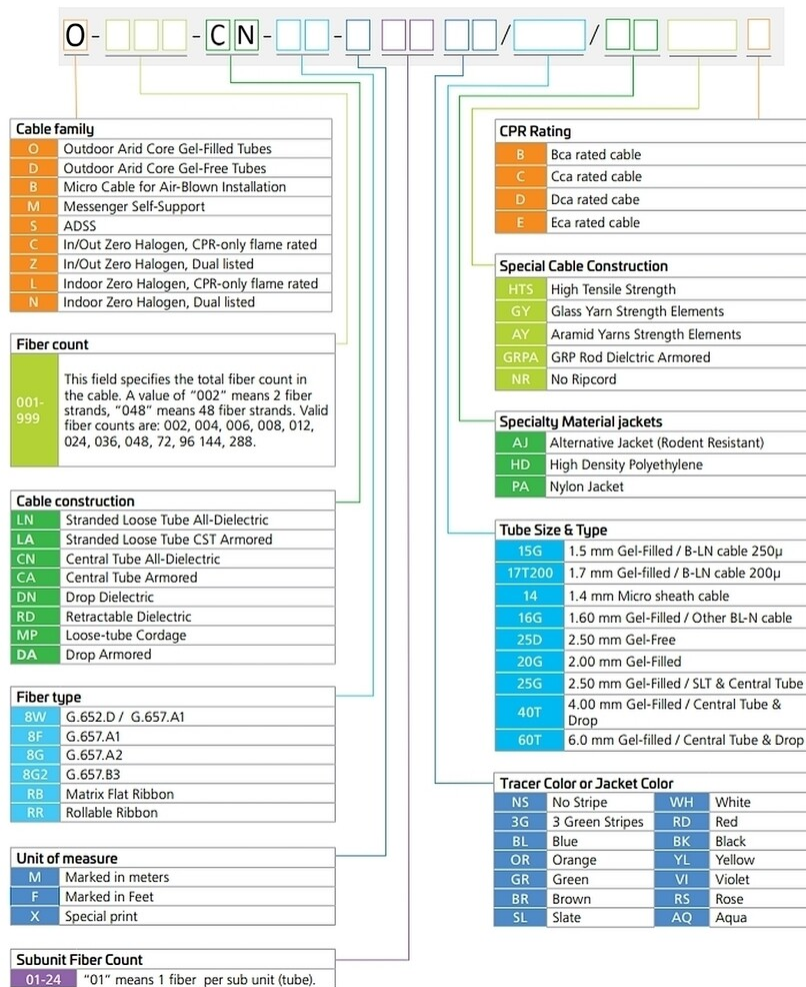 O - - C N - - / /
Cable family
O Outdoor Arid Core Gel-Filled Tubes
D Outdoor Arid Core Gel-Free Tubes
B Micro Cable for Air-Blown Installation
M Messenger Self-Support
S ADSS
C In/Out Zero Halogen, CPR-only flame rated
Z In/Out Zero Halogen, Dual listed
L Indoor Zero Halogen, CPR-only flame rated
N Indoor Zero Halogen, Dual listed
Fiber count
001-
999
This field specifies the total fiber count in
the cable. A value of “002” means 2 fiber
strands, “048” means 48 fiber strands. Valid
fiber counts are: 002, 004, 006, 008, 012,
024, 036, 048, 72, 96 144, 288.
Cable construction
LN Stranded Loose Tube All-Dielectric
LA Stranded Loose Tube CST Armored
CN Central Tube All-Dielectric
CA Central Tube Armored
DN Drop Dielectric
RD Retractable Dielectric
MP Loose-tube Cordage
DA Drop Armored
Fiber type
8W G.652.D / G.657.A1
8F G.657.A1
8G G.657.A2
8G2 G.657.B3
RB Matrix Flat Ribbon
RR Rollable Ribbon
Unit of measure
M Marked in meters
F Marked in Feet
X Special print
Subunit Fiber Count
01-24 “01” means 1 fiber per sub unit (tube).
CPR Rating
B Bca rated cable
C Cca rated cable
D Dca rated cabe
E Eca rated cable
Special Cable Construction
HTS High Tensile Strength
GY Glass Yarn Strength Elements
AY Aramid Yarns Strength Elements
GRPA GRP Rod Dielctric Armored
NR No Ripcord
Specialty Material jackets
AJ Alternative Jacket (Rodent Resistant)
HD High Density Polyethylene
PA Nylon Jacket
Tube Size & Type
15G 1.5 mm Gel-Filled / B-LN cable 250µ
17T200 1.7 mm Gel-filled / B-LN cable 200µ
14 1.4 mm Micro sheath cable
16G 1.60 mm Gel-Filled / Other BL-N cable
25D 2.50 mm Gel-Free
20G 2.00 mm Gel-Filled
25G 2.50 mm Gel-Filled / SLT & Central Tube
40T 4.00 mm Gel-Filled / Central Tube &
Drop
60T 6.0 mm Gel-filled / Central Tube & Drop
Tracer Color or Jacket Color
NS No Stripe WH White
3G 3 Green Stripes RD Red
BL Blue BK Black
OR Orange YL Yellow
GR Green VI Violet
BR Brown RS Rose
SL Slate AQ Aqua